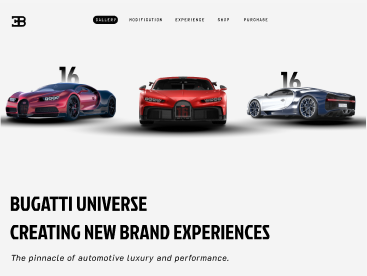 EB
GALLERY MODIFICATION EXPERIENCE SHOP PURCHASE
16 16
BUGATTI UNIVERSE
CREATING NEW BRAND EXPERIENCES
The pinnacle of automotive luxury and performance.